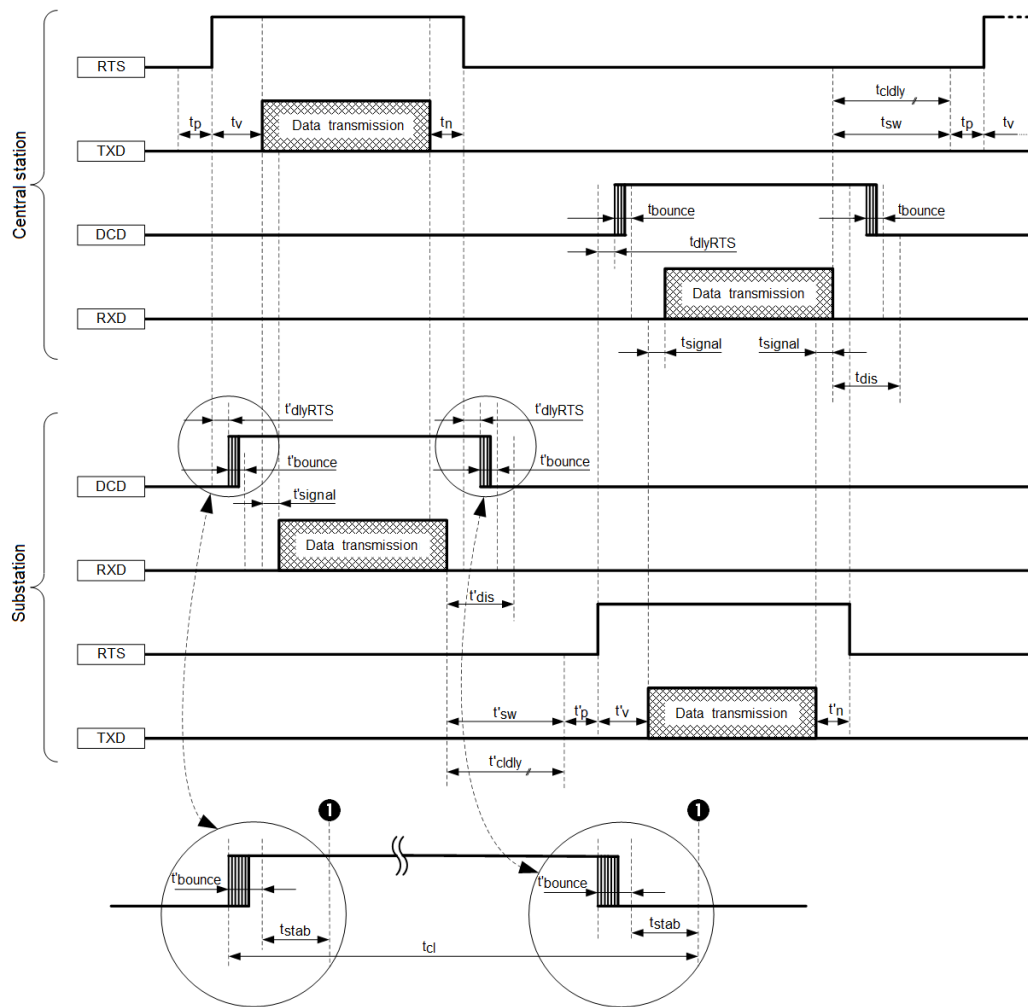 Central station
RTS
tcldly
tp tv tn tsw tp tv
Data transmission
TXD
tbounce tbounce
DCD
tdlyRTS
Data transmission
RXD
tsignal tsignal
tdis
Substation
t'dlyRTS t'dlyRTS
t'bounce t'bounce
DCD
t'signal
Data transmission
RXD
t'dis
RTS
t'sw t'p t'v t'n
Data transmission
TXD
t'cldly
1 1
t'bounce t'bounce
tstab tstab
tcl